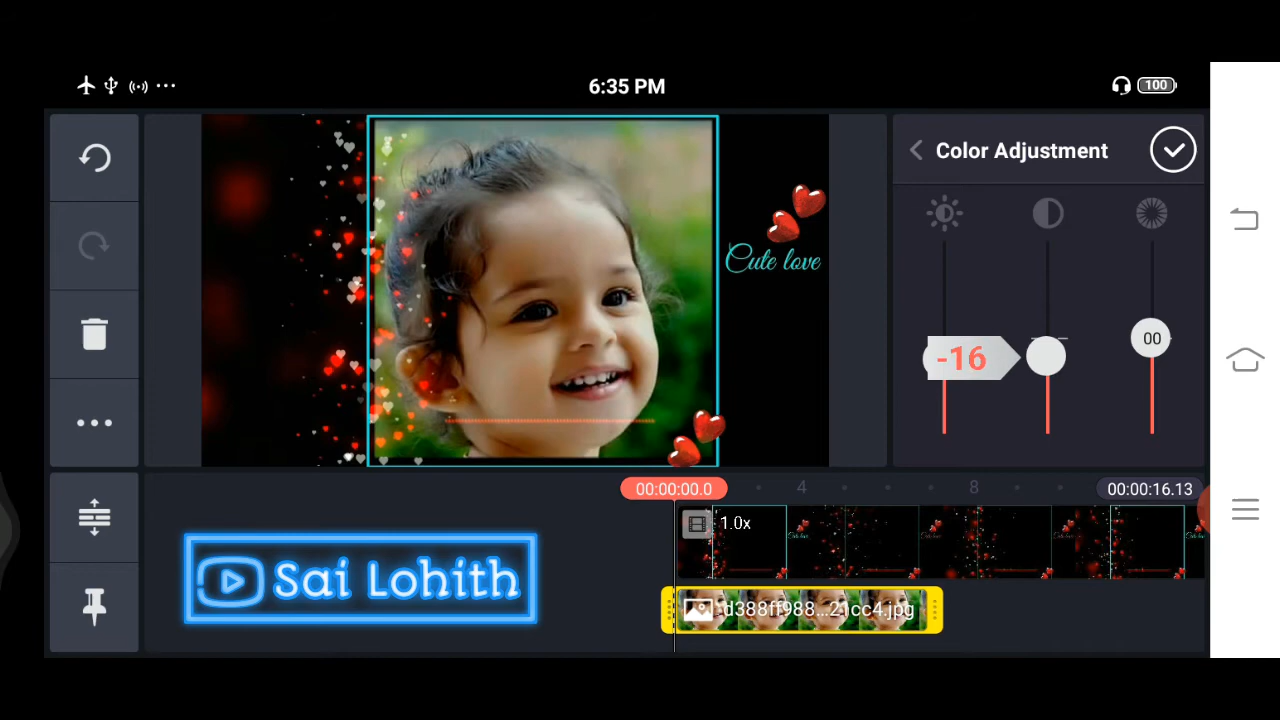 6:35 PM
100
Color Adjustment
Cute love
-16
00
00:00:00.0
4
8
00:00:16.13
1.0x
Sai Lohith
d388ff988...21cc4.jpg